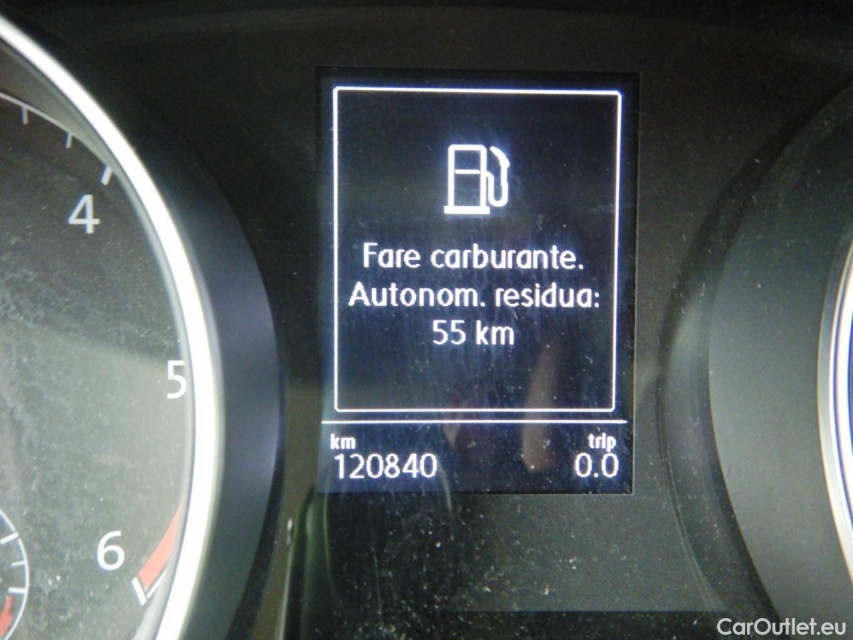 4
5
6
Fare carburante.
Autonom. residua:
55 km
km trip
120840 0.0
CarOutlet.eu